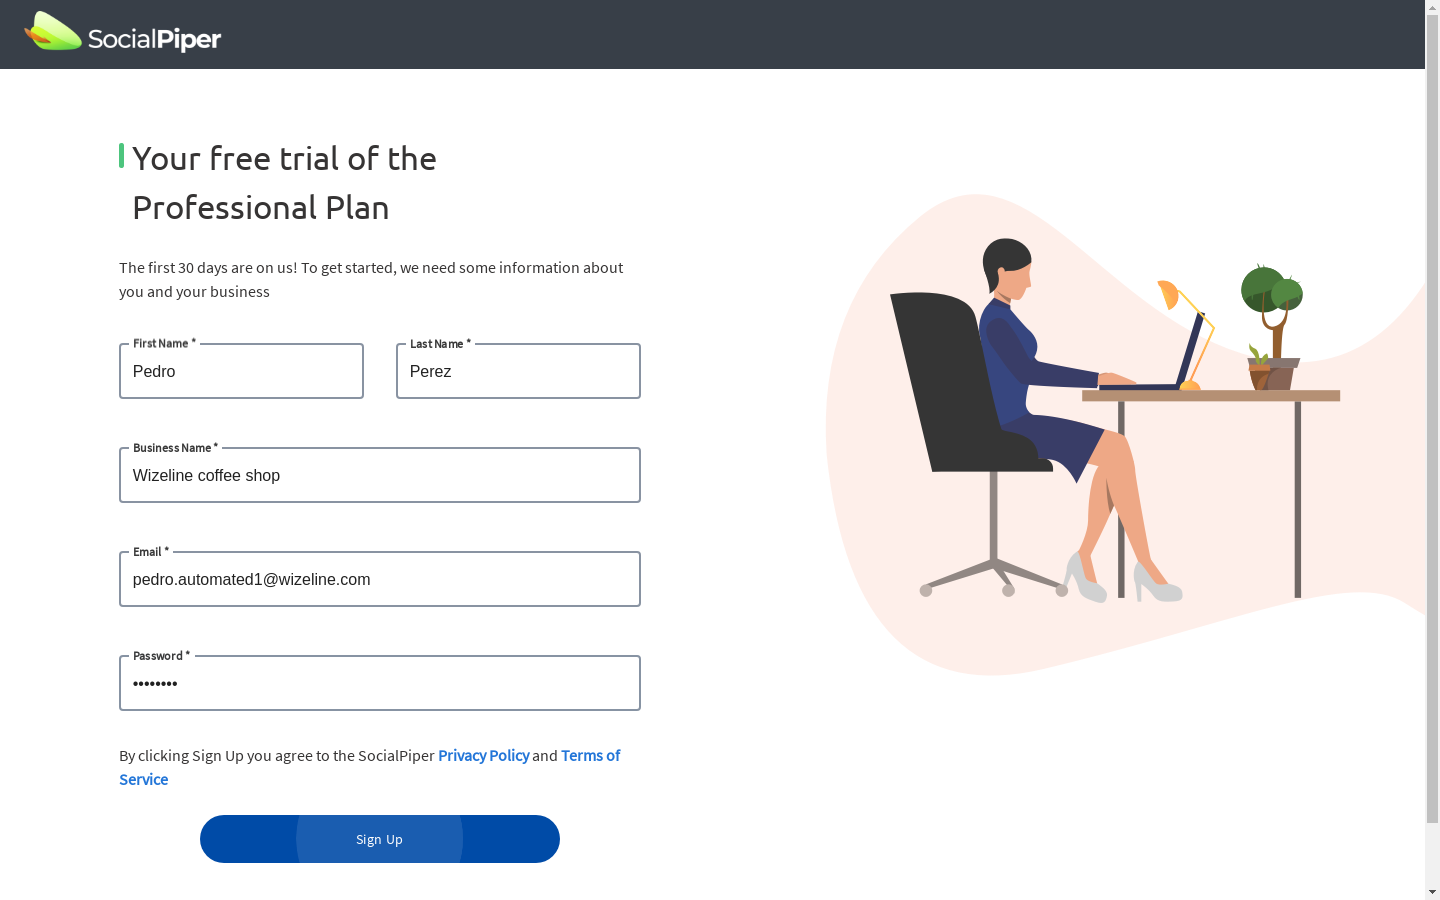 SocialPiper
Your free trial of the
Professional Plan
The first 30 days are on us! To get started, we need some information about
you and your business
First Name *
Pedro
Last Name *
Perez
Business Name *
Wizeline coffee shop
Email *
pedro.automated1@wizeline.com
Password *
••••••••
By clicking Sign Up you agree to the SocialPiper Privacy Policy and Terms of
Service
Sign Up